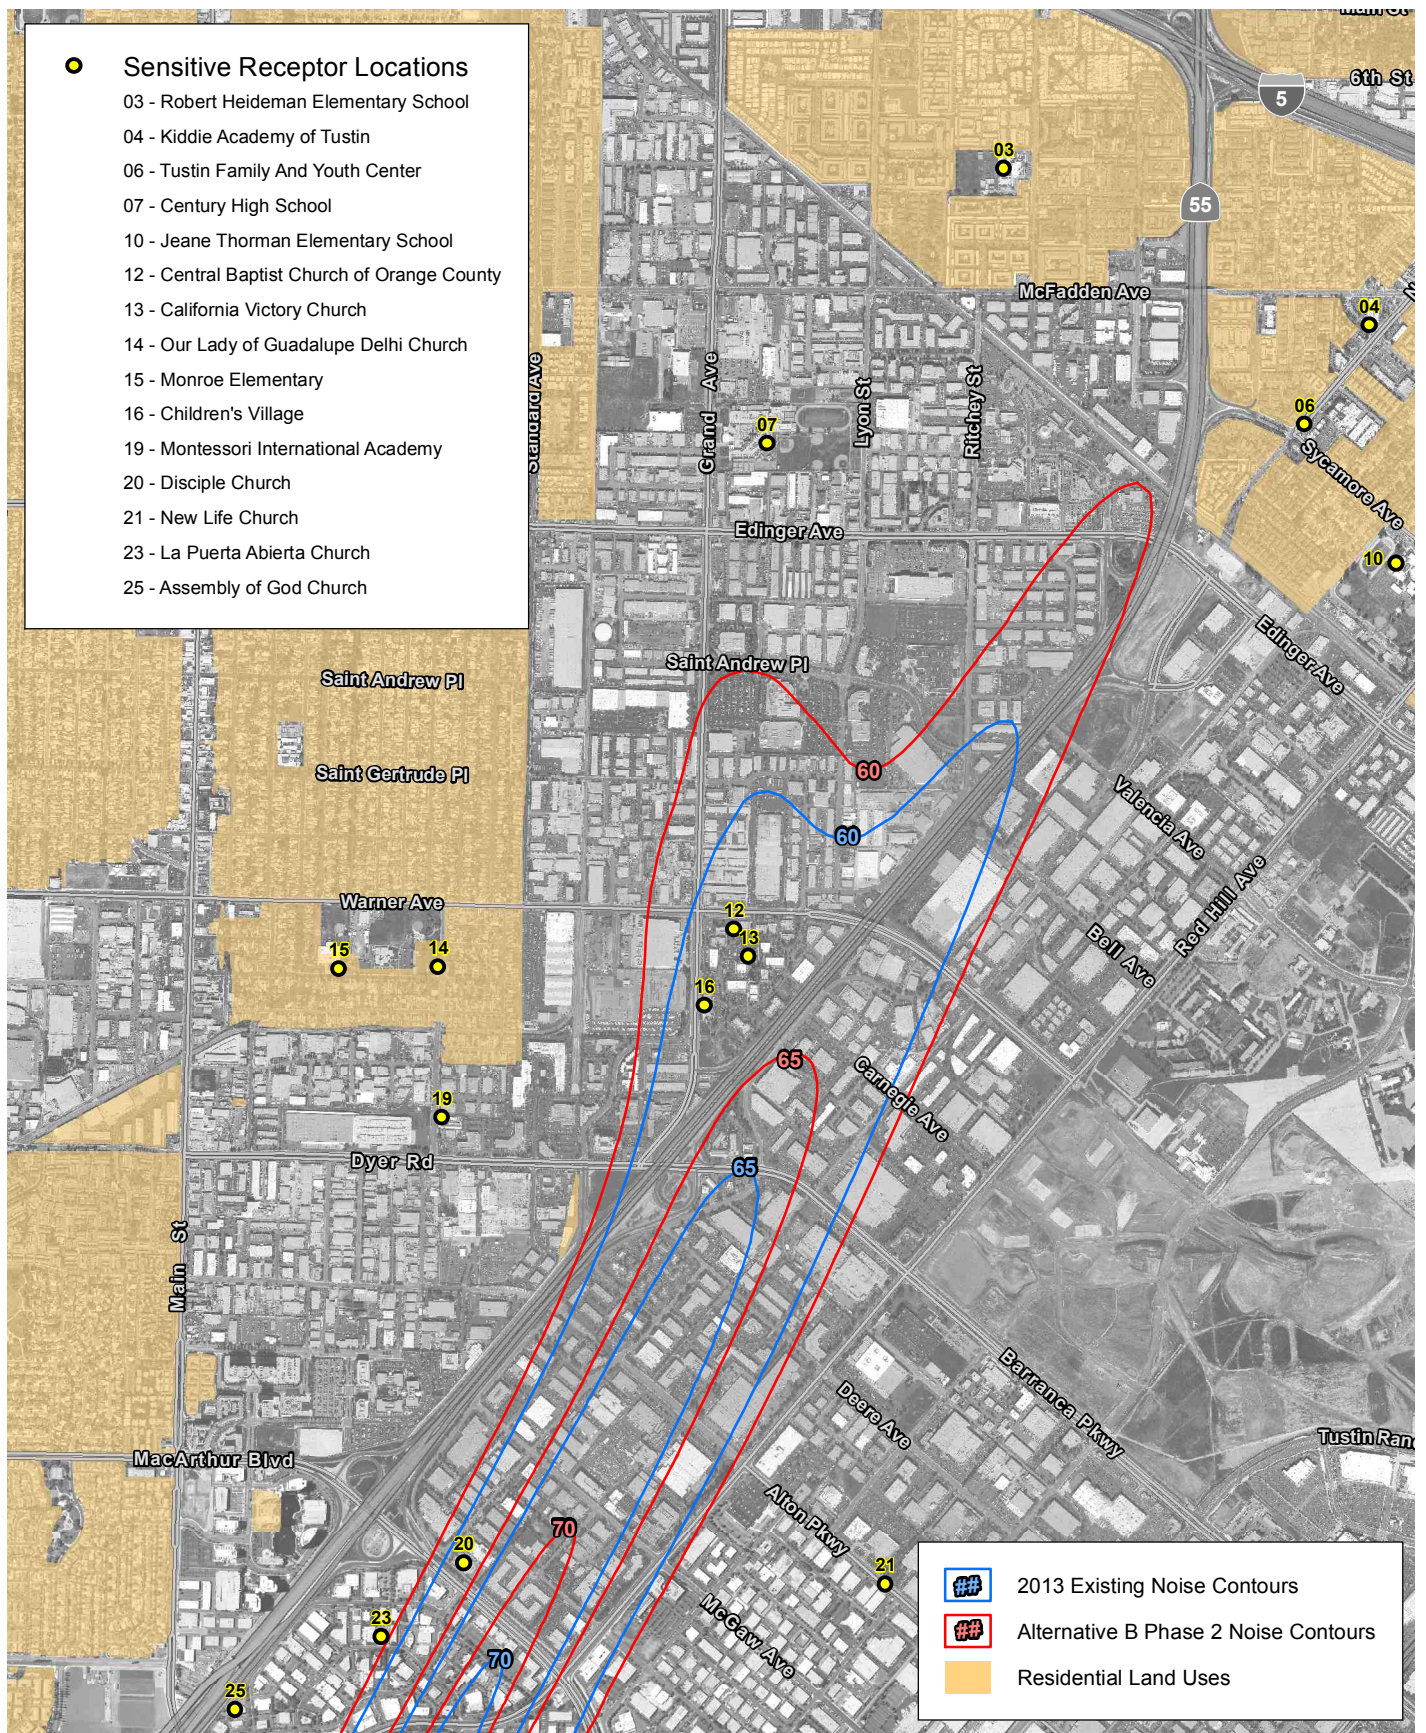 Sensitive Receptor Locations
03 - Robert Heideman Elementary School
04 - Kiddie Academy of Tustin
06 - Tustin Family And Youth Center
07 - Century High School
10 - Jeane Thorman Elementary School
12 - Central Baptist Church of Orange County
13 - California Victory Church
14 - Our Lady of Guadalupe Delhi Church
15 - Monroe Elementary
16 - Children's Village
19 - Montessori International Academy
20 - Disciple Church
21 - New Life Church
23 - La Puerta Abierta Church
25 - Assembly of God Church
Main St
6th St
5
03
55
McFadden Ave
04
N
Standard Ave
Grand Ave
Lyon St
Ritchey St
07
06
Sycamore Ave
Edinger Ave
10
Edinger Ave
Saint Andrew Pl
Saint Andrew Pl
Saint Gertrude Pl
60
60
Valencia Ave
Red Hill Ave
Warner Ave
12
13
15
14
16
Bell Ave
65
Carnegie Ave
19
Dyer Rd
65
Main St
Barranca Pkwy
Deere Ave
MacArthur Blvd
Tustin Ranc
Alton Pkwy
70
20
21
23
McGaw Ave
70
25
## 2013 Existing Noise Contours
## Alternative B Phase 2 Noise Contours
Residential Land Uses